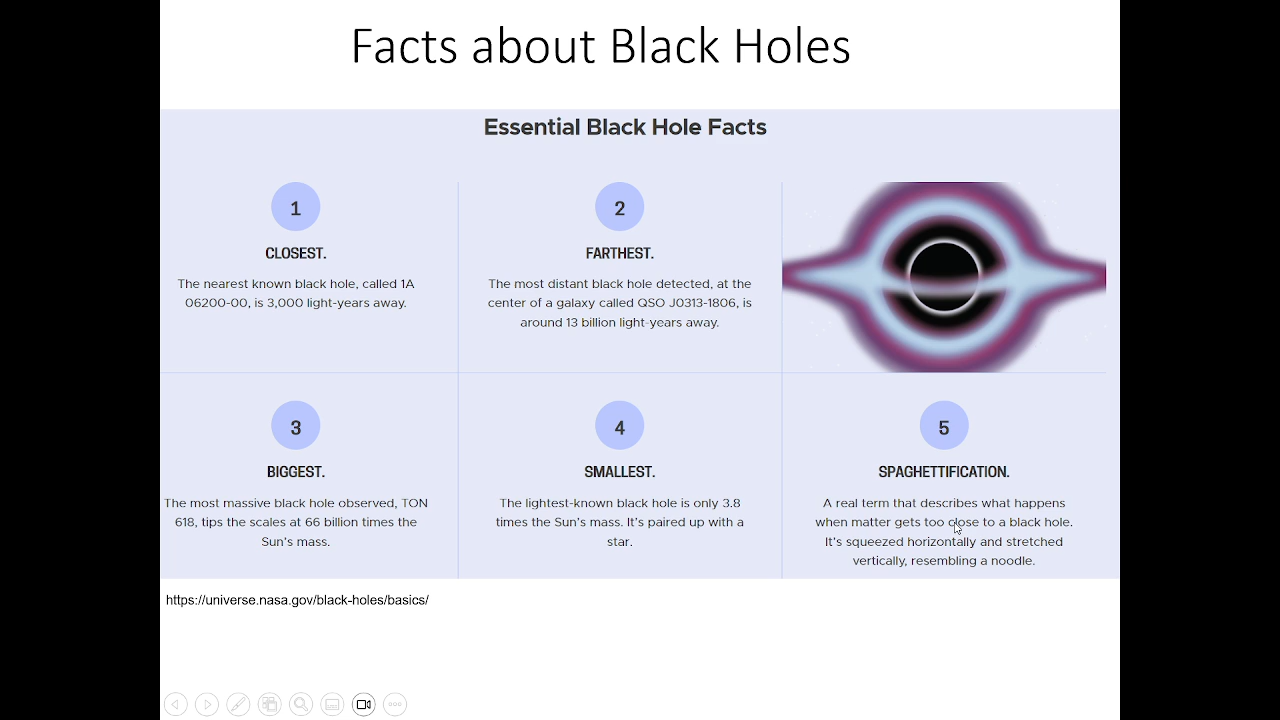 Facts about Black Holes
Essential Black Hole Facts
1
CLOSEST.
The nearest known black hole, called 1A
06200-00, is 3,000 light-years away.
2
FARTHEST.
The most distant black hole detected, at the
center of a galaxy called QSO J0313-1806, is
around 13 billion light-years away.
3
BIGGEST.
The most massive black hole observed, TON
618, tips the scales at 66 billion times the
Sun's mass.
4
SMALLEST.
The lightest-known black hole is only 3.8
times the Sun's mass. It's paired up with a
star.
5
SPAGHETTIFICATION.
A real term that describes what happens
when matter gets too close to a black hole.
It's squeezed horizontally and stretched
vertically, resembling a noodle.
https://universe.nasa.gov/black-holes/basics/